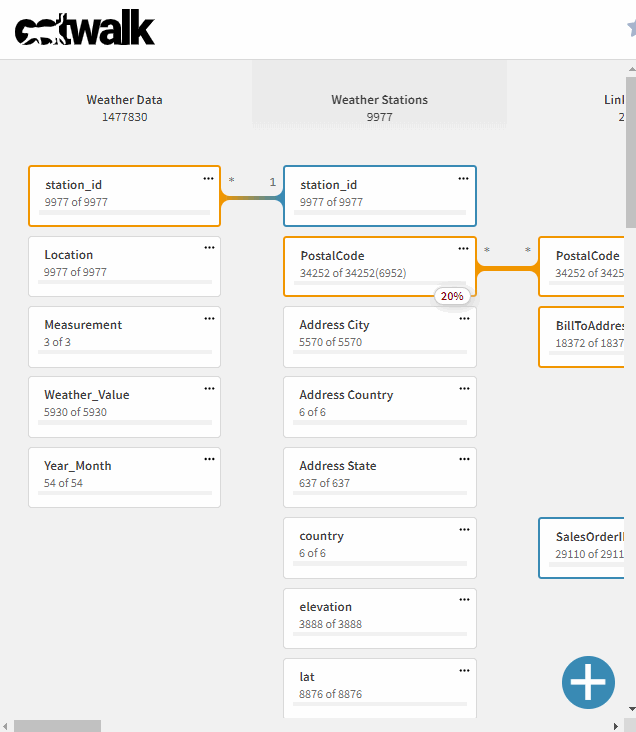 catwalk
Weather Data
1477830
Weather Stations
9977
Lin
2
station_id
9977 of 9977
* 1
station_id
9977 of 9977
Location
9977 of 9977
PostalCode
34252 of 34252(6952)
20%
* *
PostalCode
34252 of 3425
Measurement
3 of 3
Address City
5570 of 5570
BillToAddres
18372 of 1837
Weather_Value
5930 of 5930
Address Country
6 of 6
Year_Month
54 of 54
Address State
637 of 637
country
6 of 6
SalesOrderI
29110 of 2911
elevation
3888 of 3888
lat
8876 of 8876